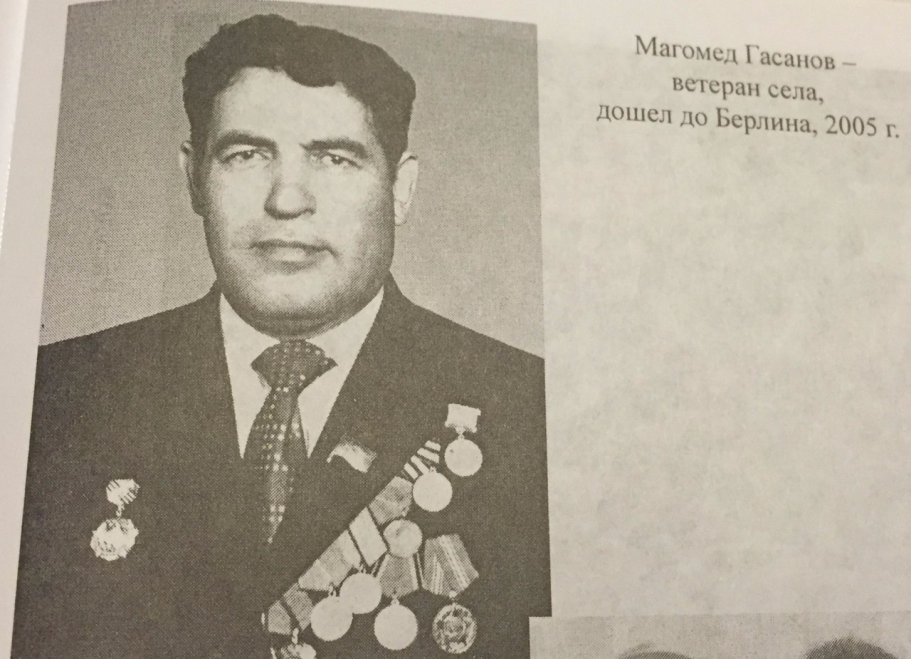 Магомед Гасанов –
ветеран села,
дошел до Берлина, 2005 г.